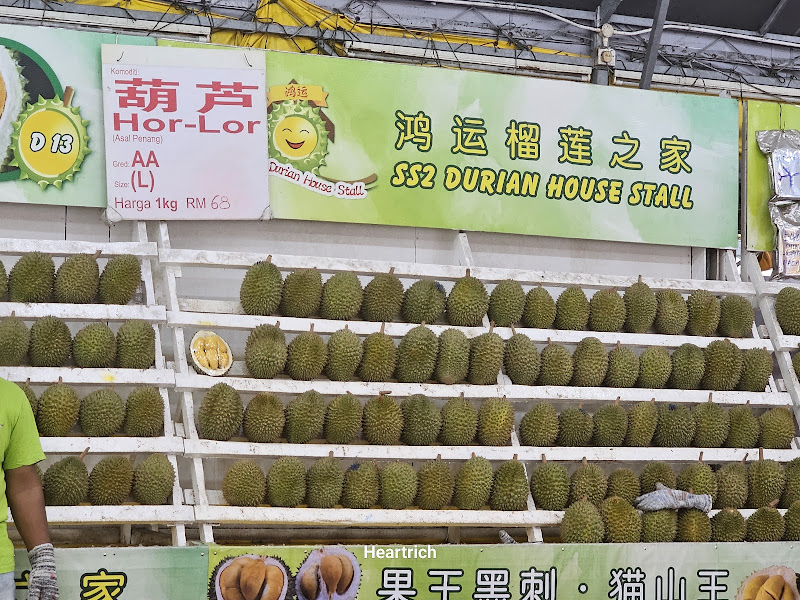 D 13
Komoditi
葫芦
Hor-Lor
(Asal Penang)
Gred: AA
Size: (L)
Harga 1kg RM 68
鸿运
Durian House Stall
鸿运榴莲之家
SS2 DURIAN HOUSE STALL
Heartrich
家
果王黑刺·猫山王